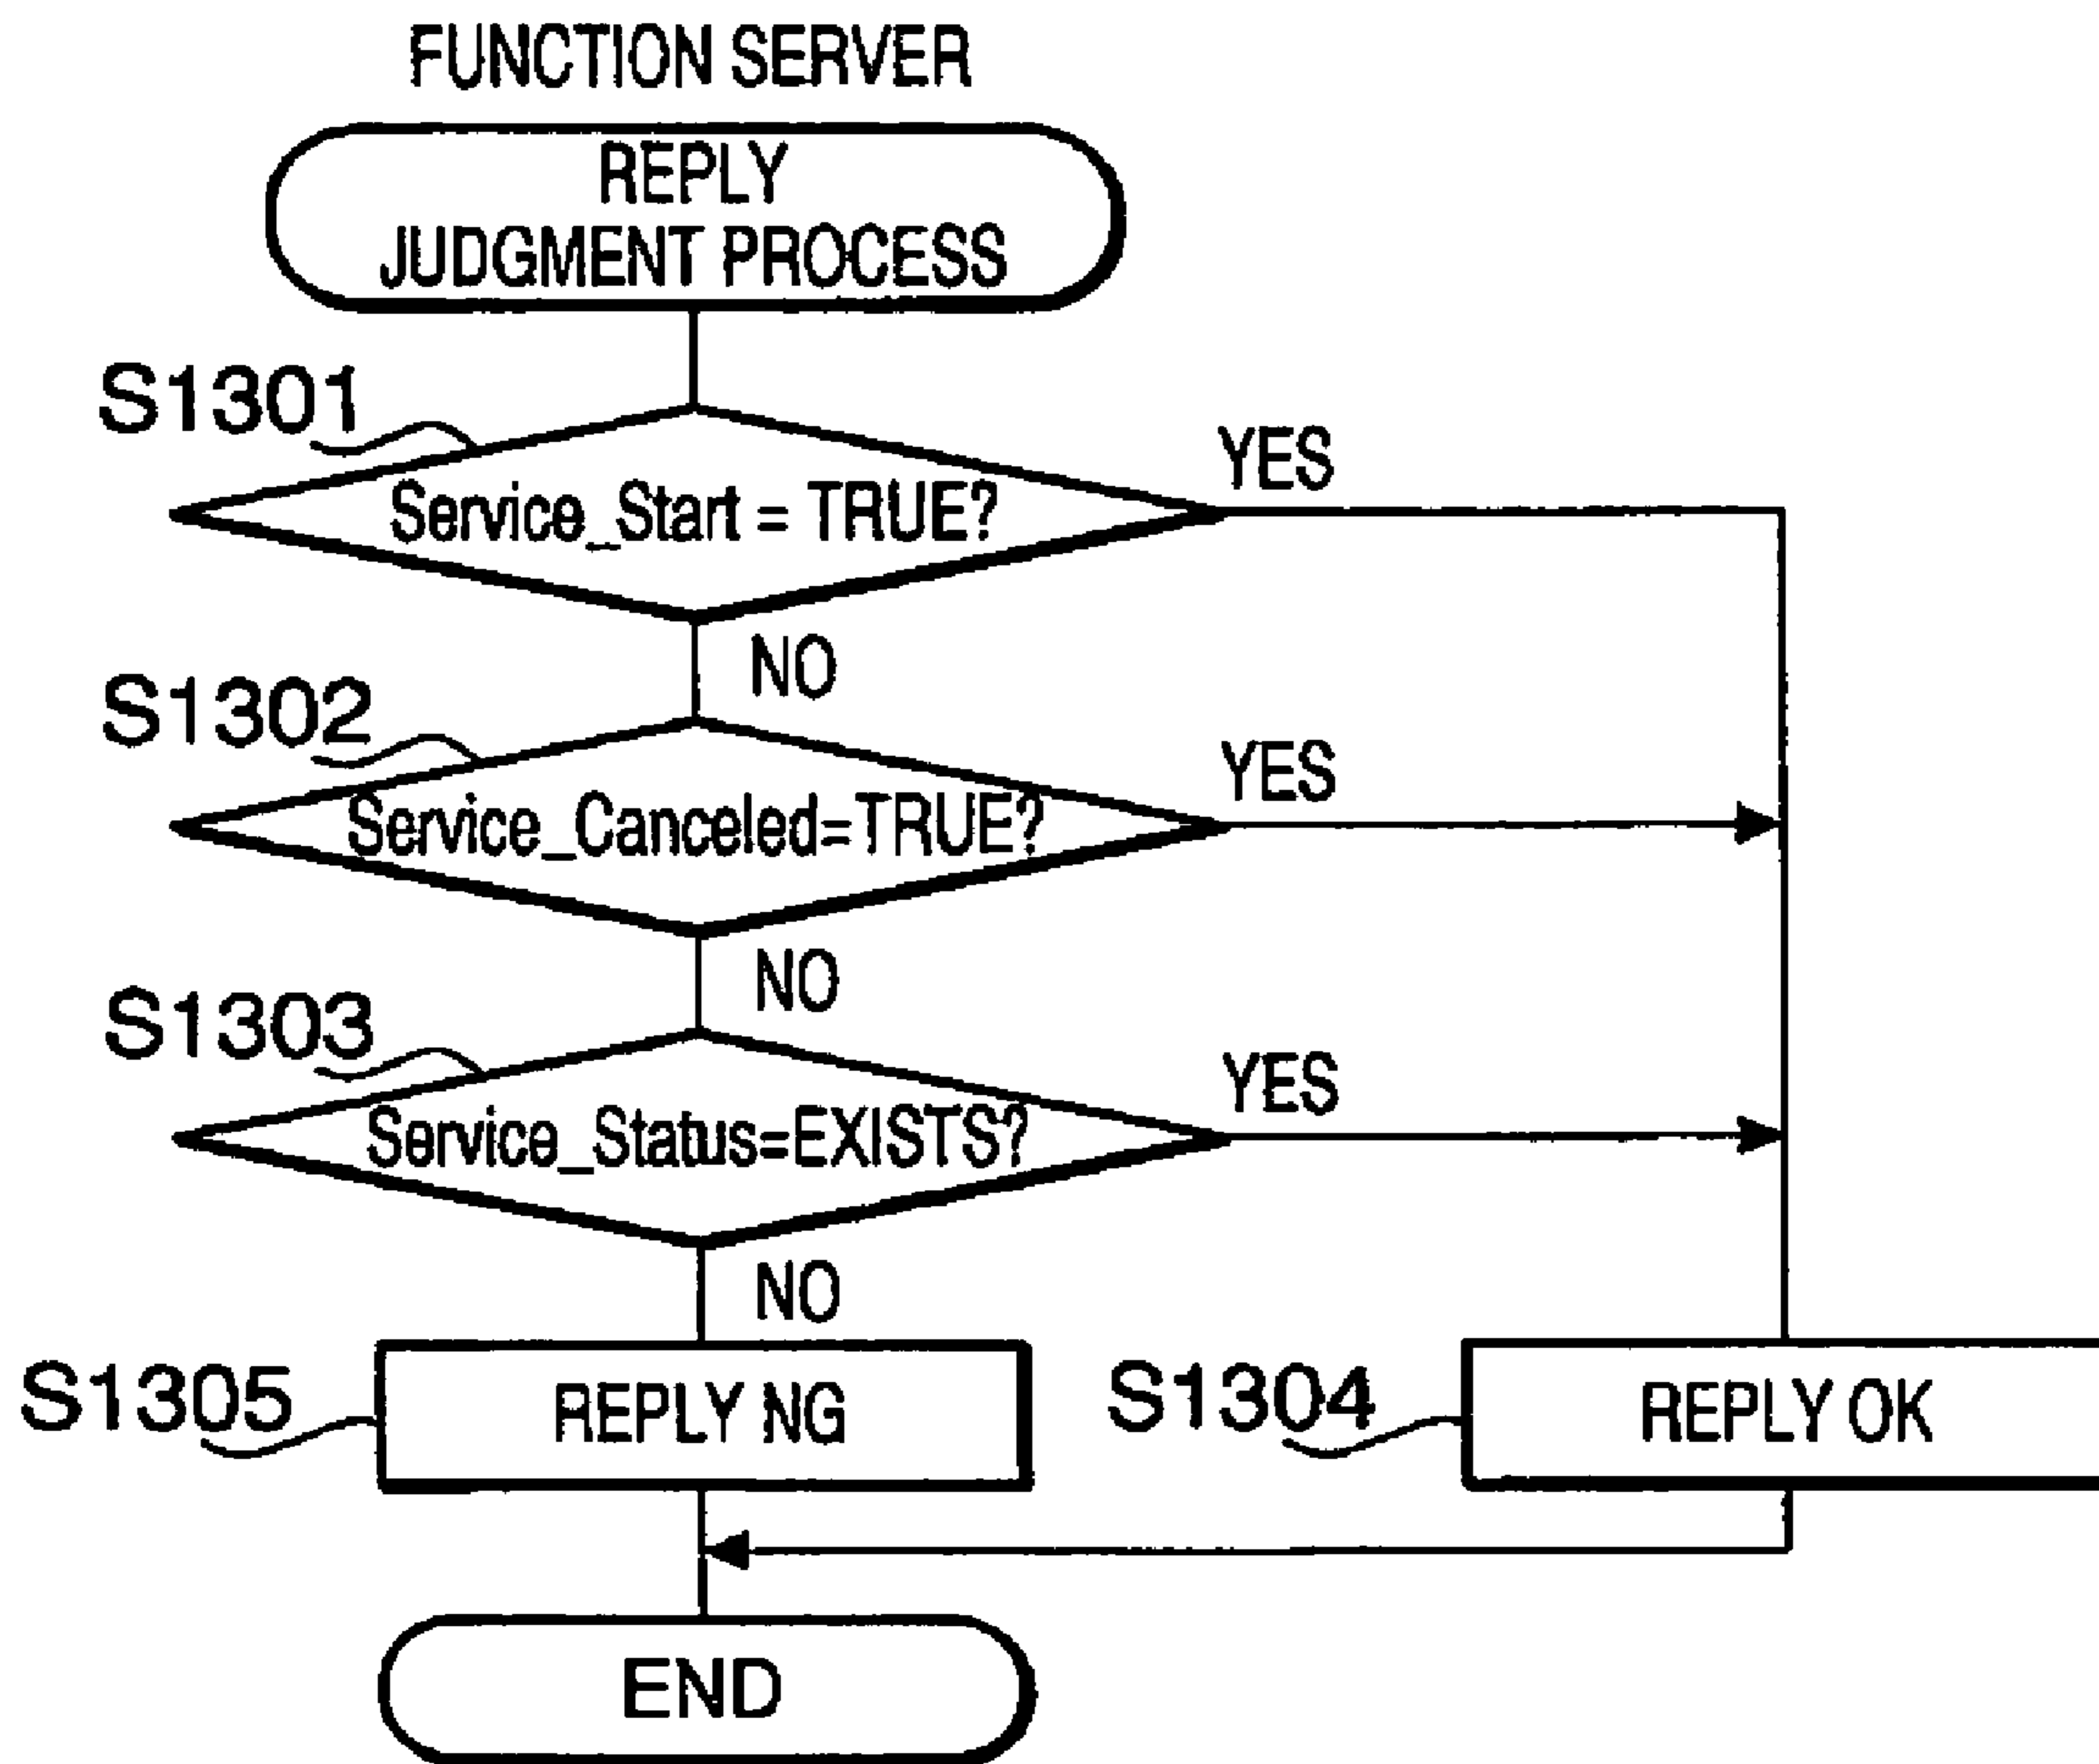 FUNCTION SERVER
REPLY
JUDGMENT PROCESS
S1301
Service_Start = TRUE?
YES
NO
S1302
Service_Canceled=TRUE?
YES
NO
S1303
Service_Status=EXISTS?
YES
NO
S1305
REPLY NG
S1304
REPLY OK
END